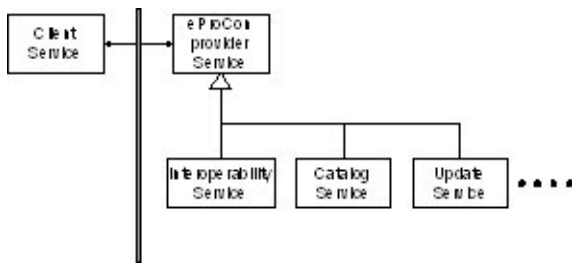 Client
Service
eProCon
provider
Service
Interoperability
Service
Catalog
Service
Update
Service